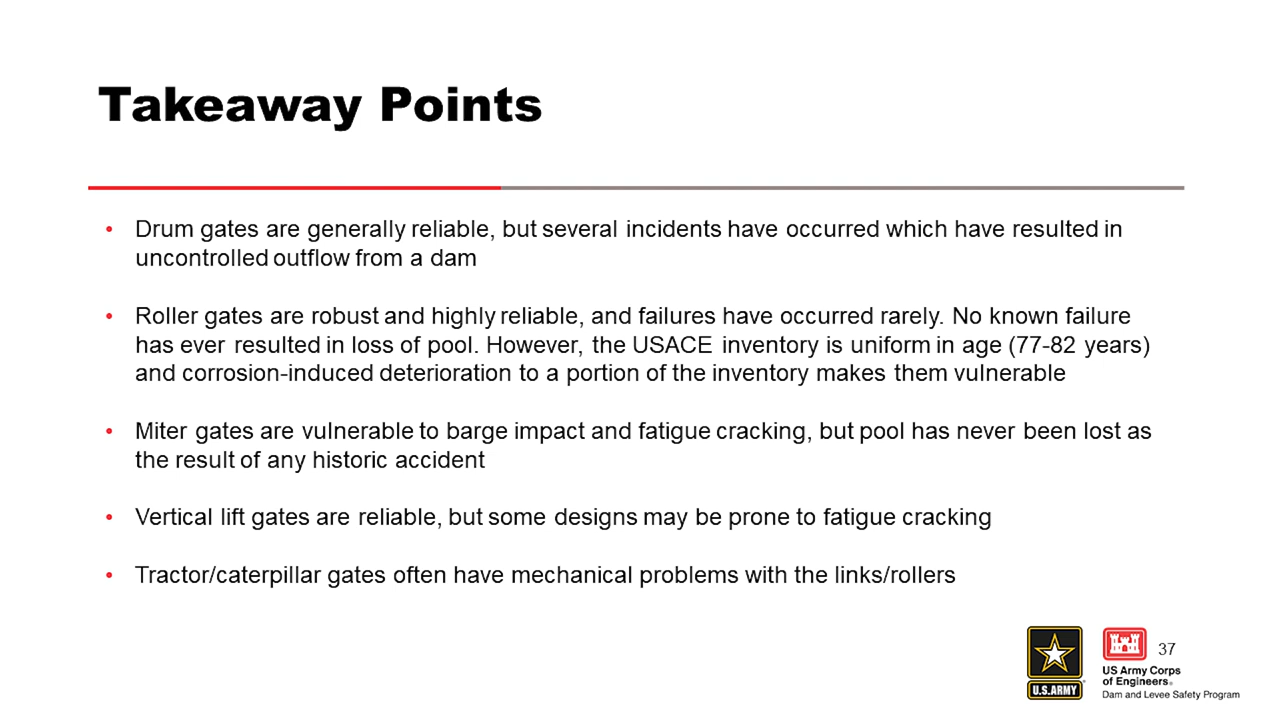 Takeaway Points
• Drum gates are generally reliable, but several incidents have occurred which have resulted in
uncontrolled outflow from a dam
• Roller gates are robust and highly reliable, and failures have occurred rarely. No known failure
has ever resulted in loss of pool. However, the USACE inventory is uniform in age (77-82 years)
and corrosion-induced deterioration to a portion of the inventory makes them vulnerable
• Miter gates are vulnerable to barge impact and fatigue cracking, but pool has never been lost as
the result of any historic accident
• Vertical lift gates are reliable, but some designs may be prone to fatigue cracking
• Tractor/caterpillar gates often have mechanical problems with the links/rollers
37
U.S.ARMY
US Army Corps
of Engineers®
Dam and Levee Safety Program